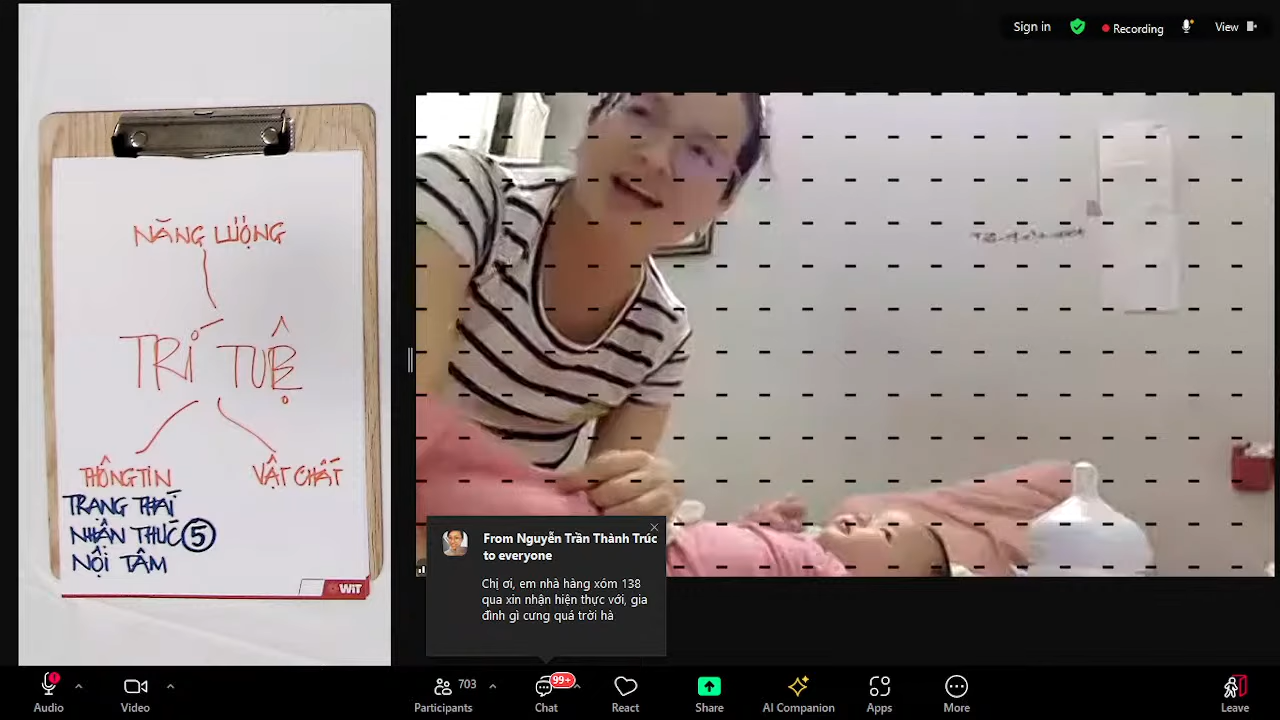 Sign in
Recording
View
NĂNG LƯỢNG
TRÍ TUỆ
THÔNG TIN
VẬT CHẤT
TRẠNG THÁI
NHẬN THỨC 5
NỘI TÂM
WIT
From Nguyễn Trần Thành Trúc
to everyone
Chị ơi, em nhà hàng xóm 138
qua xin nhận hiện thực với, gia
đình gì cưng quá trời hà
703
99+
Audio
Video
Participants
Chat
React
Share
AI Companion
Apps
More
Leave